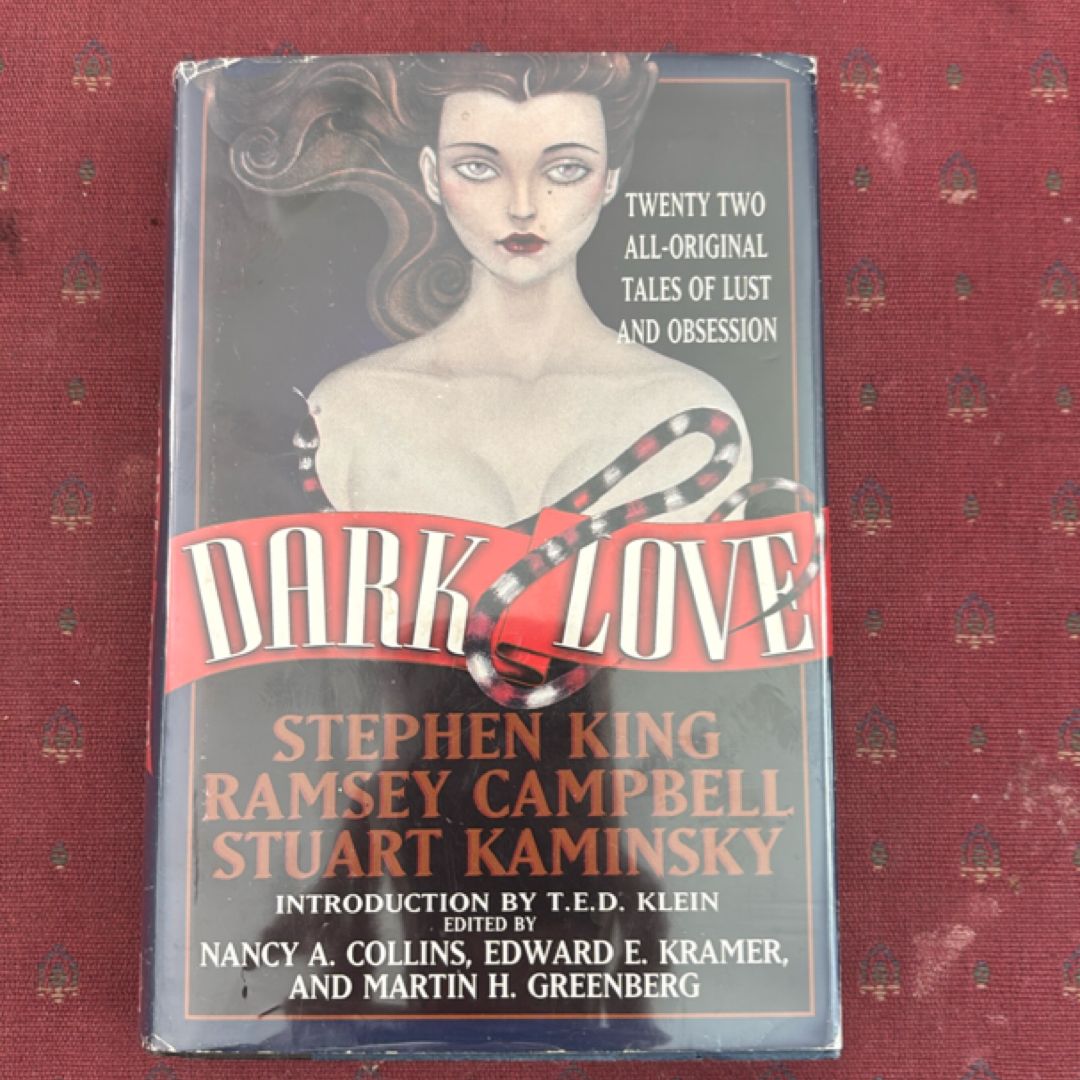 TWENTY TWO
ALL-ORIGINAL
TALES OF LUST
AND OBSESSION
DARK LOVE
STEPHEN KING
RAMSEY CAMPBELL
STUART KAMINSKY
INTRODUCTION BY T.E.D. KLEIN
EDITED BY
NANCY A. COLLINS, EDWARD E. KRAMER,
AND MARTIN H. GREENBERG